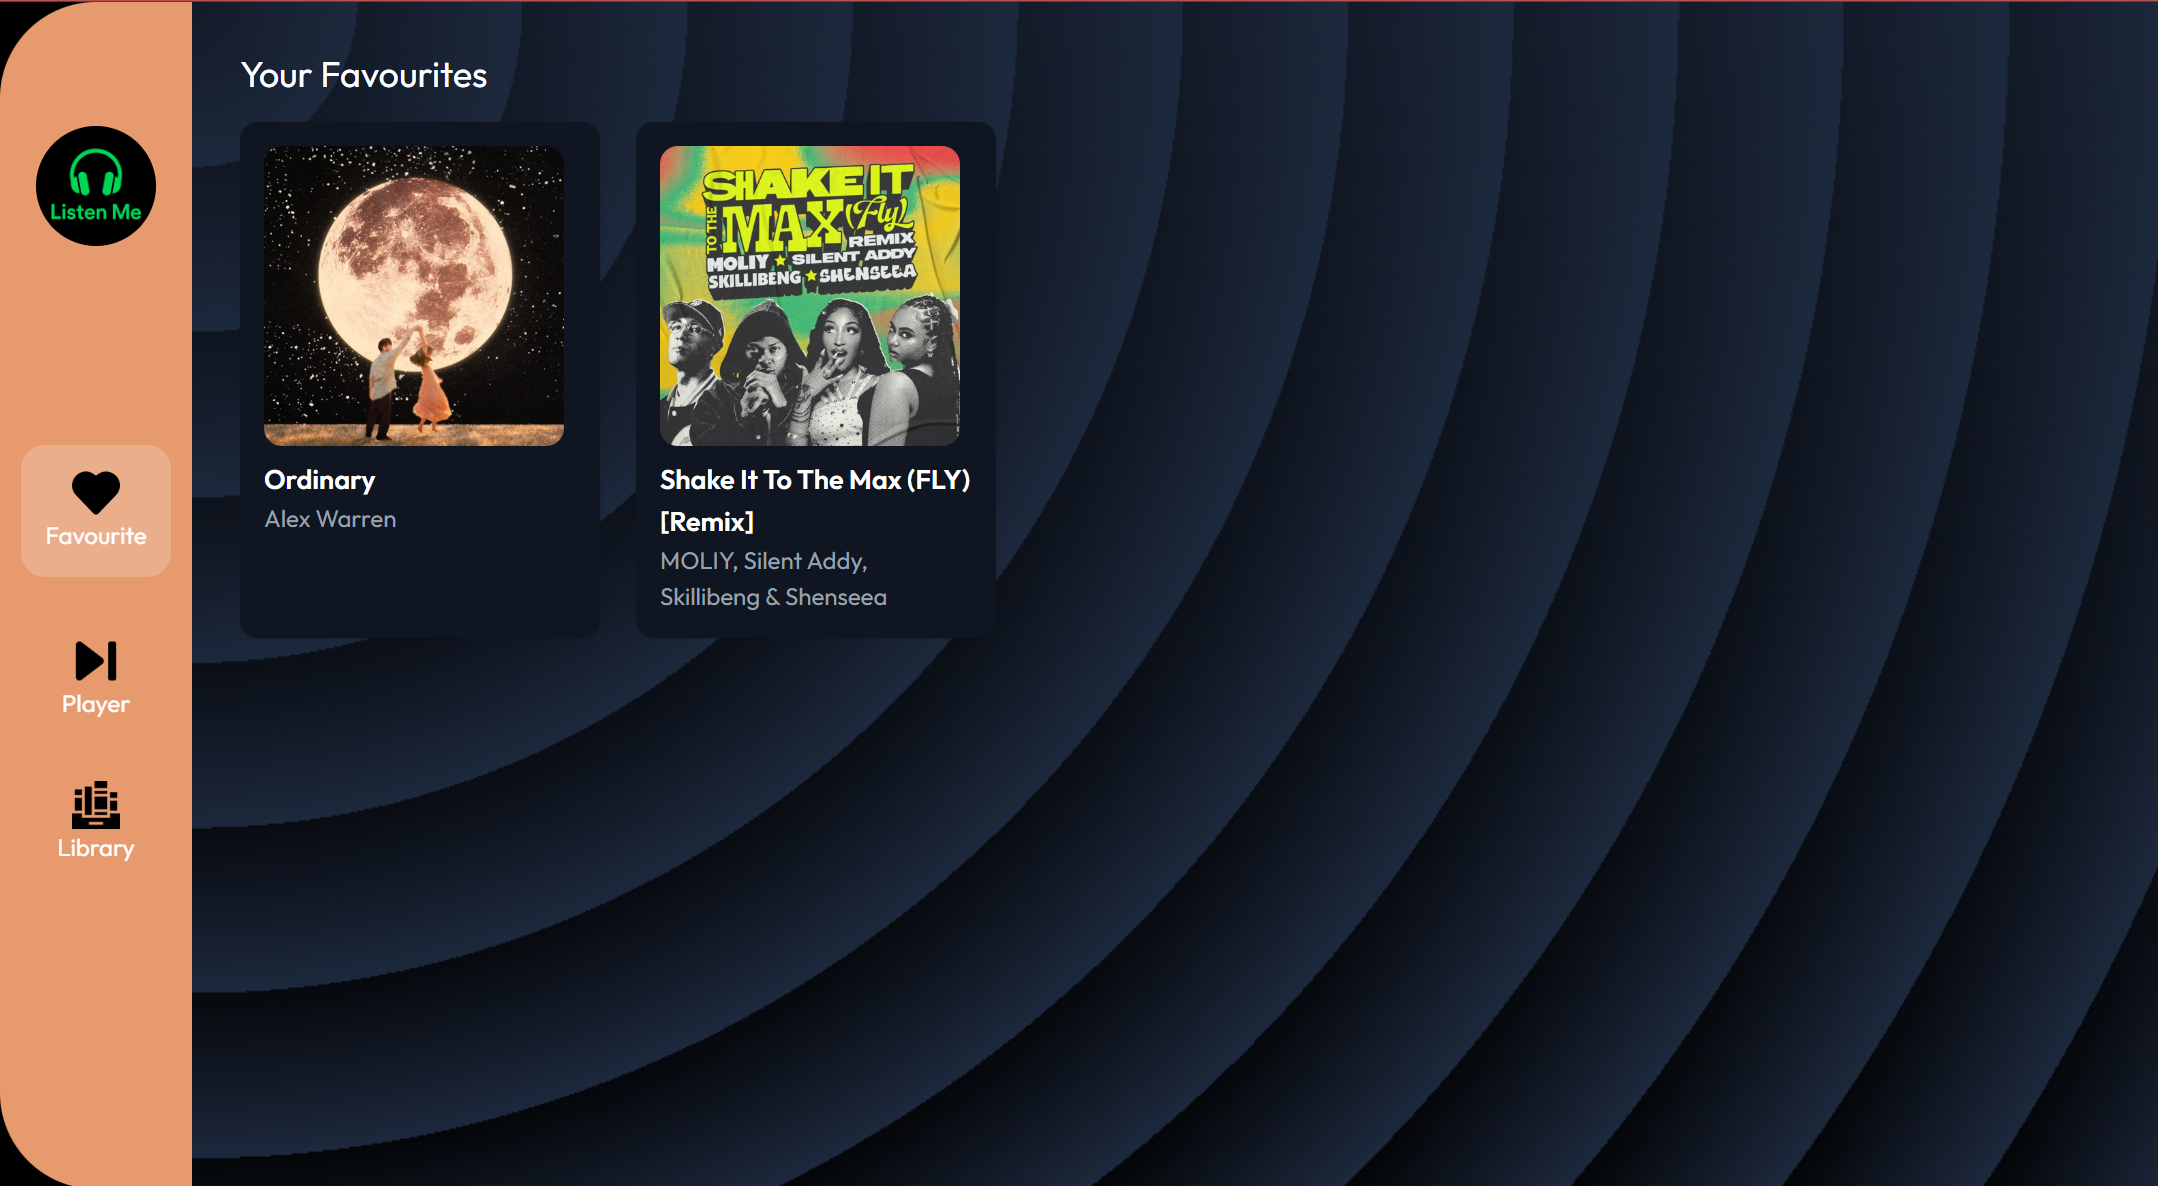 Listen Me
Favourite
Player
Library
Your Favourites
SHAKE IT
TO THE
MAX (Fly)
REMIX
MOLIY ★ SILENT ADDY
SKILLIBENG ★ SHENSEEA
Ordinary
Alex Warren
Shake It To The Max (FLY)
[Remix]
MOLIY, Silent Addy,
Skillibeng & Shenseea